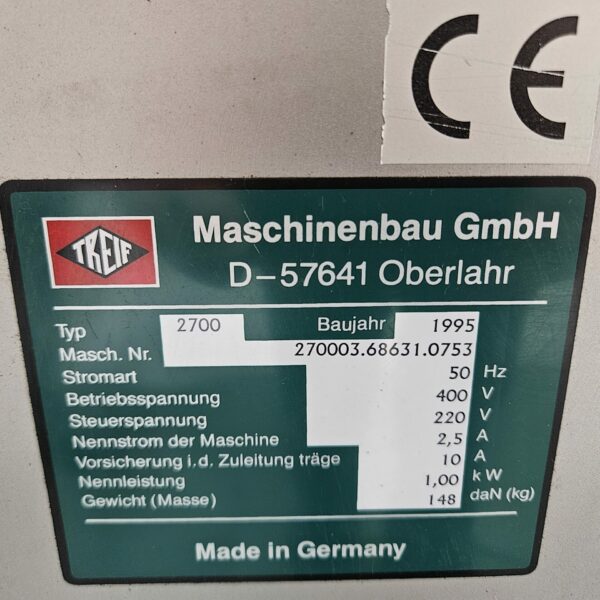 CE
TREIF
Maschinenbau GmbH
D-57641 Oberlahr
Typ 2700 Baujahr 1995
Masch. Nr. 270003.68631.0753
Stromart 50 Hz
Betriebsspannung 400 V
Steuerspannung 220 V
Nennstrom der Maschine 2,5 A
Vorsicherung i.d. Zuleitung träge 10 A
Nennleistung 1,00 kW
Gewicht (Masse) 148 daN (kg)
Made in Germany